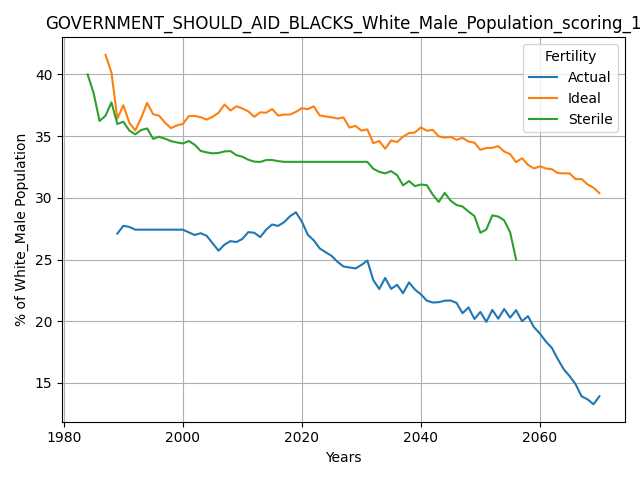 GOVERNMENT_SHOULD_AID_BLACKS_White_Male_Population_scoring_1
Fertility
Actual
Ideal
Sterile
% of White_Male Population
40
35
30
25
20
15
1980 2000 2020 2040 2060
Years